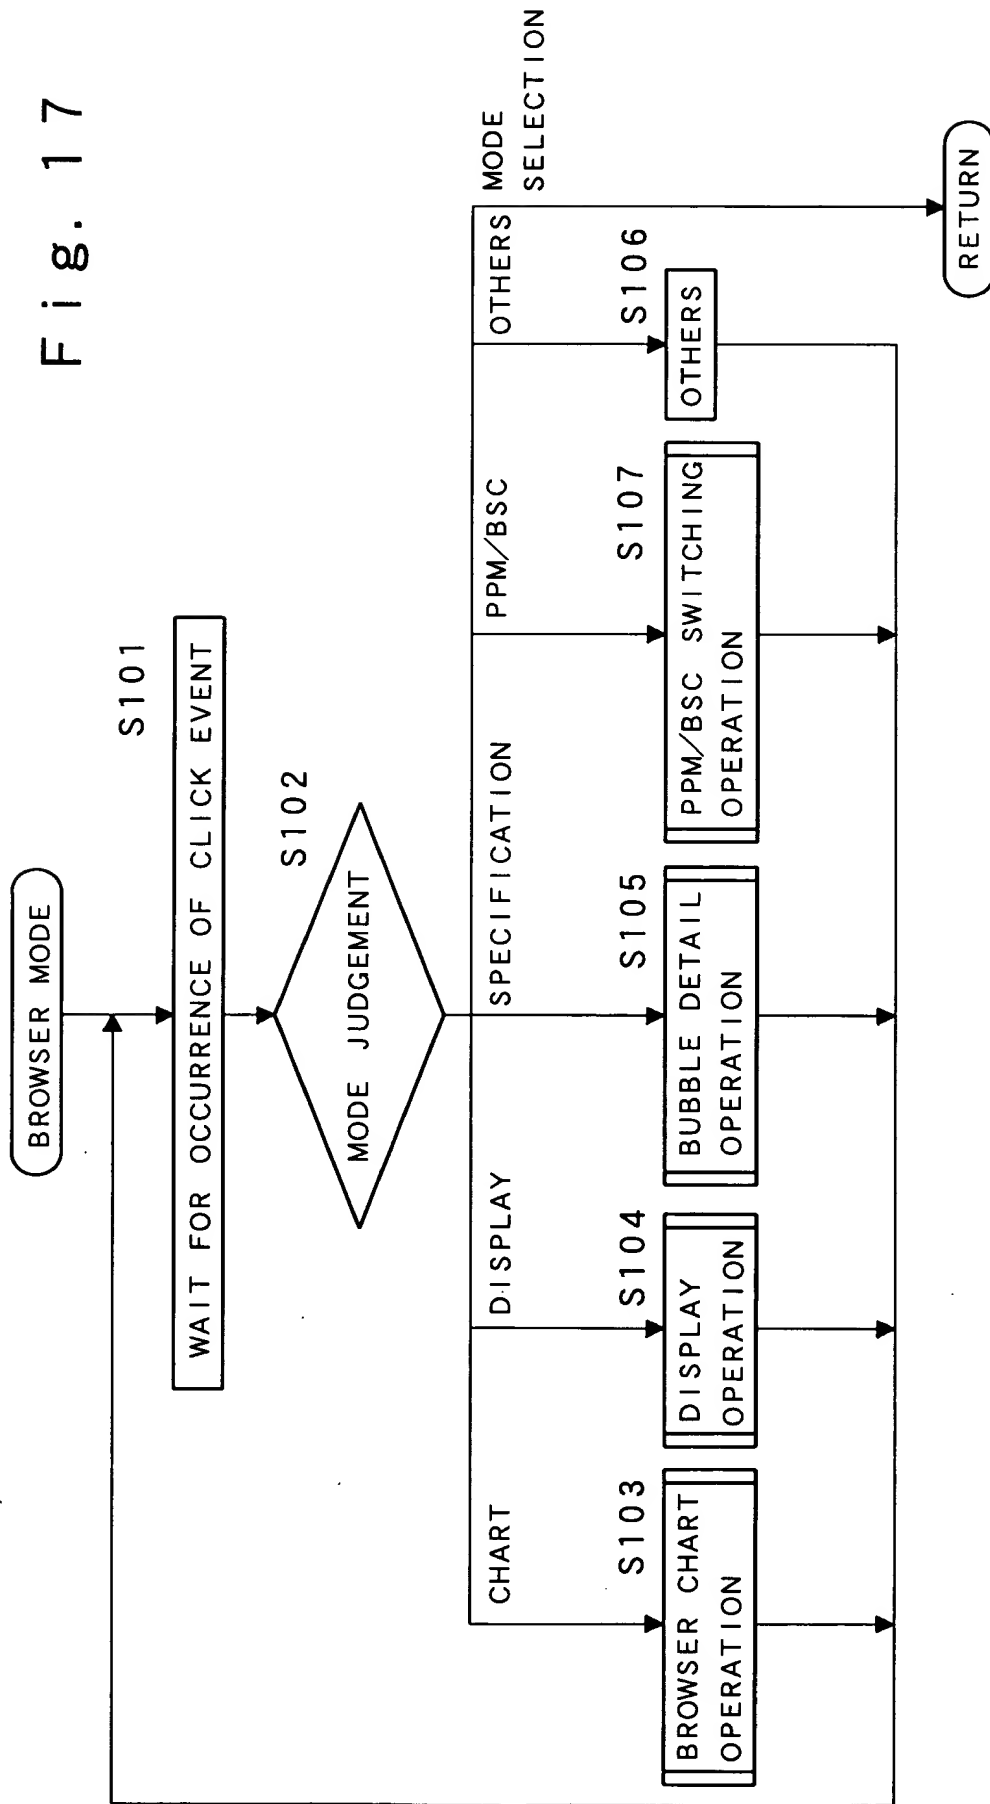 Fig. 17
BROWSER MODE
S101
WAIT FOR OCCURRENCE OF CLICK EVENT
S102
MODE JUDGEMENT
CHART
DISPLAY
SPECIFICATION
PPM/BSC
OTHERS
MODE
SELECTION
S103
BROWSER CHART
OPERATION
S104
DISPLAY
OPERATION
S105
BUBBLE DETAIL
OPERATION
S107
PPM/BSC SWITCHING
OPERATION
S106
OTHERS
RETURN